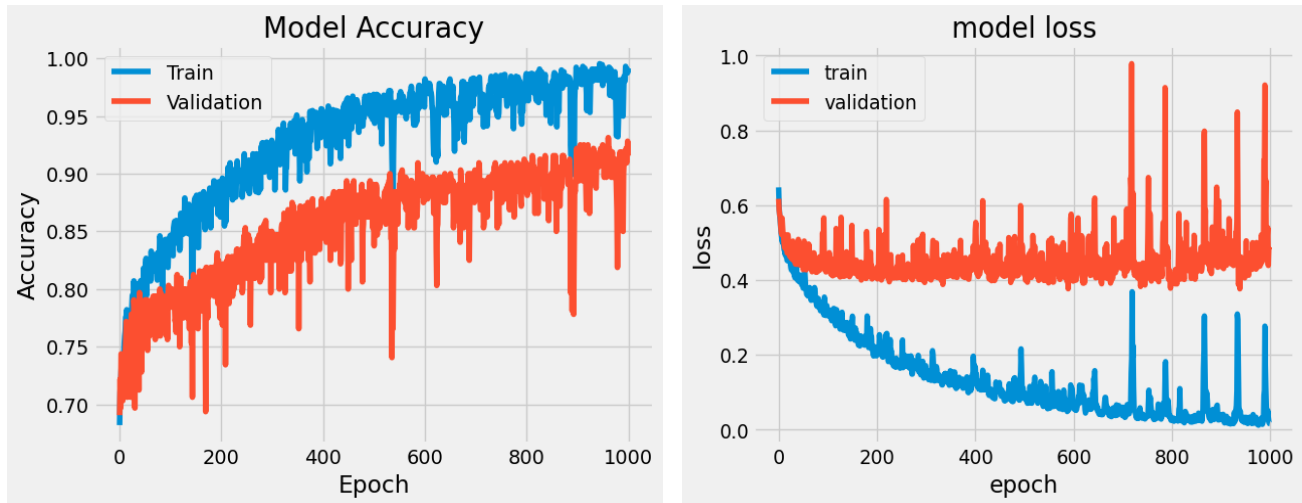 Model Accuracy
1.00
0.95
0.90
0.85
0.80
0.75
0.70
Accuracy
Train
Validation
0
200
400
600
800
1000
Epoch
model loss
1.0
0.8
0.6
0.4
0.2
0.0
loss
train
validation
0
200
400
600
800
1000
epoch